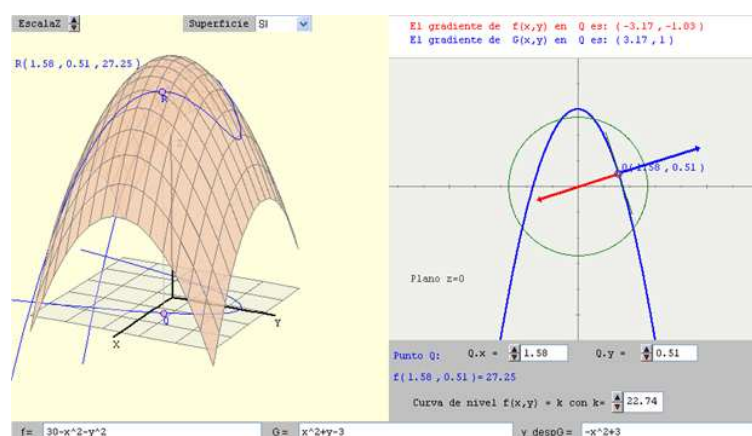 EscalaZ
Superficie SI
R(1.58 , 0.51 , 27.25)
R
Z
X
Y
Q
El gradiente de f(x,y) en Q es: (-3.17 , -1.03)
El gradiente de G(x,y) en Q es: (3.17 , 1)
Q(1.58 , 0.51)
Plano z=0
Punto Q: Q.x = 1.58 Q.y = 0.51
f(1.58 , 0.51)=27.25
Curva de nivel f(x,y) = k con k= 22.74
f= 30-x^2-y^2 G= x^2+y-3 y despG= -x^2+3